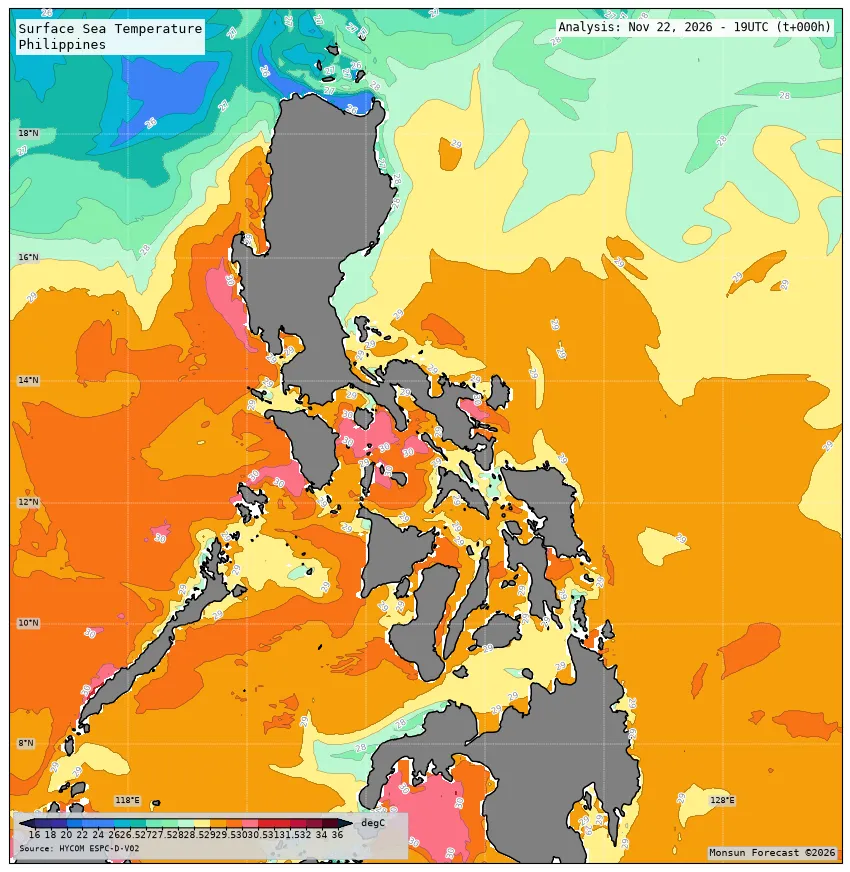 Surface Sea Temperature
Philippines
Analysis: Nov 22, 2026 - 19UTC (t+000h)
18°N
16°N
14°N
12°N
10°N
8°N
118°E
128°E
16 18 20 22 24 26 26.5 27 27.5 28 28.5 29 29.5 30 30.5 31 31.5 32 34 36
degC
Source: HYCOM ESPC-D-V02
Monsun Forecast ©2026